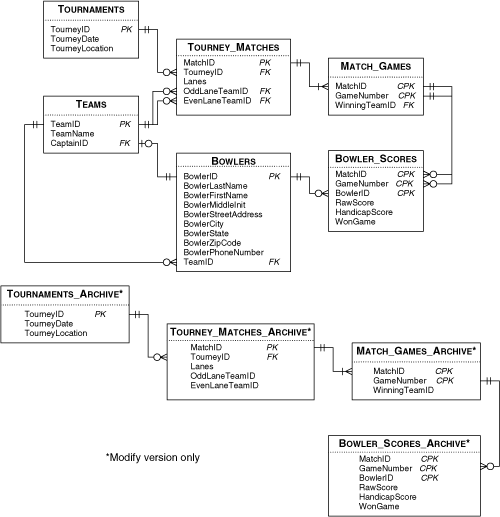 TOURNAMENTS
TourneyID PK
TourneyDate
TourneyLocation
TOURNEY_MATCHES
MatchID PK
TourneyID FK
Lanes
OddLaneTeamID FK
EvenLaneTeamID FK
MATCH_GAMES
MatchID CPK
GameNumber CPK
WinningTeamID FK
TEAMS
TeamID PK
TeamName
CaptainID FK
BOWLERS
BowlerID PK
BowlerLastName
BowlerFirstName
BowlerMiddleInit
BowlerStreetAddress
BowlerCity
BowlerState
BowlerZipCode
BowlerPhoneNumber
TeamID FK
BOWLER_SCORES
MatchID CPK
GameNumber CPK
BowlerID CPK
RawScore
HandicapScore
WonGame
TOURNAMENTS_ARCHIVE*
TourneyID PK
TourneyDate
TourneyLocation
TOURNEY_MATCHES_ARCHIVE*
MatchID PK
TourneyID FK
Lanes
OddLaneTeamID
EvenLaneTeamID
MATCH_GAMES_ARCHIVE*
MatchID CPK
GameNumber CPK
WinningTeamID
BOWLER_SCORES_ARCHIVE*
MatchID CPK
GameNumber CPK
BowlerID CPK
RawScore
HandicapScore
WonGame
*Modify version only